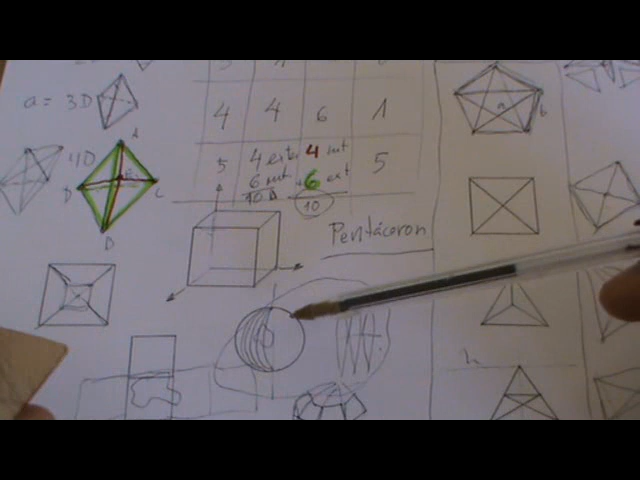 a = 3D
4 4 6 1
4D
A
E
D C
B
5 4 ext 4 int 5
6 int + 6 ext
10 Δ 10
Pentácoron
a
b
h